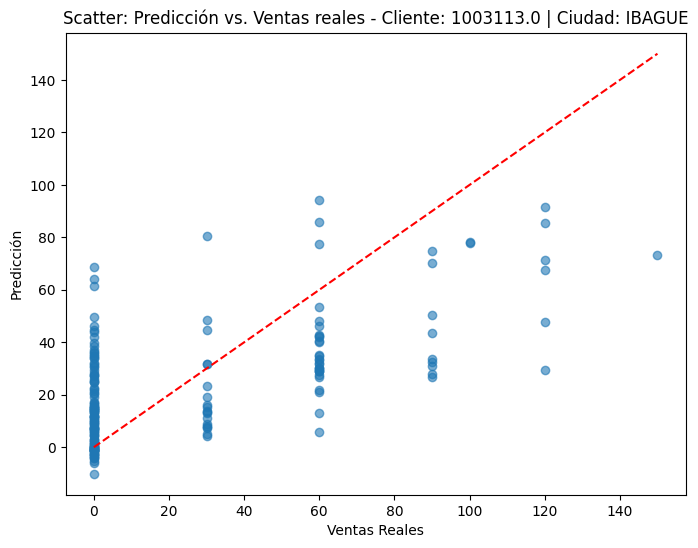 Scatter: Predicción vs. Ventas reales - Cliente: 1003113.0 | Ciudad: IBAGUE
140
120
100
80
60
40
20
0
Predicción
0 20 40 60 80 100 120 140
Ventas Reales